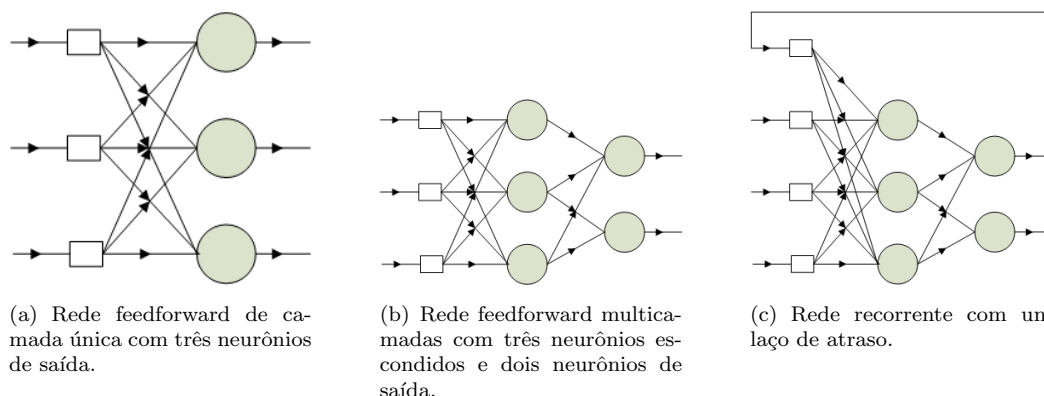 (a) Rede feedforward de ca-
mada única com três neurônios
de saída.
(b) Rede feedforward multica-
madas com três neurônios es-
condidos e dois neurônios de
saída.
(c) Rede recorrente com um
laço de atraso.